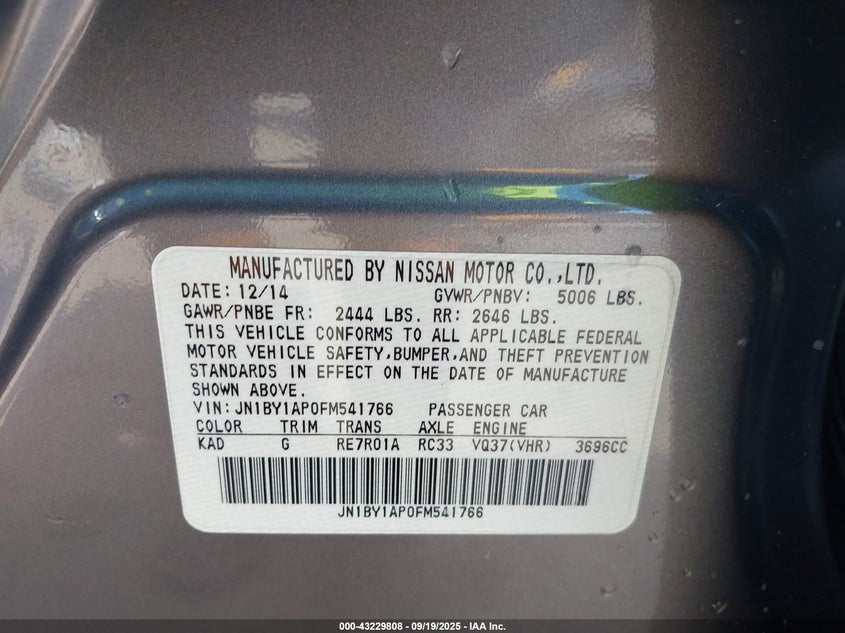 MANUFACTURED BY NISSAN MOTOR CO.,LTD.
DATE: 12/14 GVWR/PNBV: 5006 LBS.
GAWR/PNBE FR: 2444 LBS. RR: 2646 LBS.
THIS VEHICLE CONFORMS TO ALL APPLICABLE FEDERAL
MOTOR VEHICLE SAFETY,BUMPER,AND THEFT PREVENTION
STANDARDS IN EFFECT ON THE DATE OF MANUFACTURE
SHOWN ABOVE.
VIN: JN1BY1AP0FM541766 PASSENGER CAR
COLOR TRIM TRANS AXLE ENGINE
KAD G RE7R01A RC33 VQ37(VHR) 3696CC
JN1BY1AP0FM541766
000-43229808 - 09/19/2025 - IAA Inc.